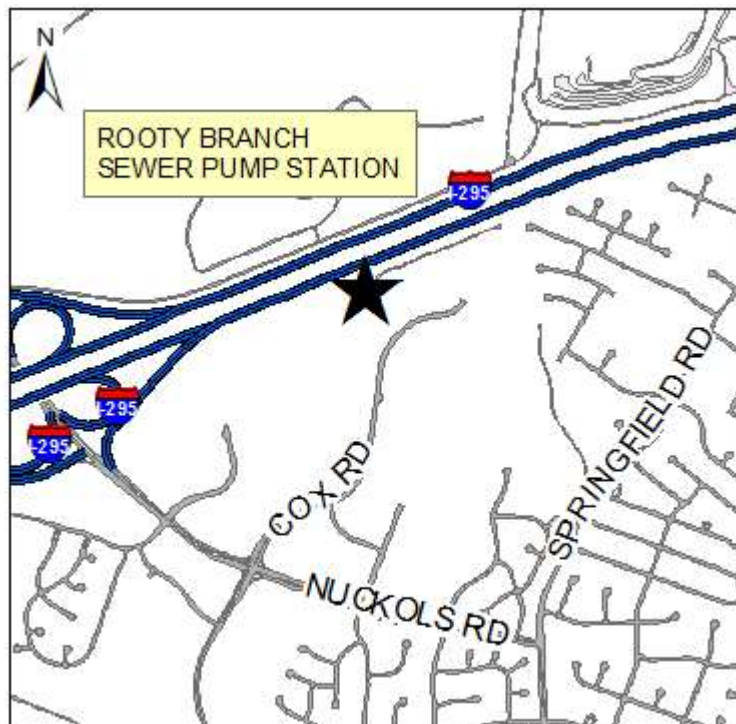 N
ROOTY BRANCH
SEWER PUMP STATION
I-295
I-295
I-295
COX RD
SPRINGFIELD RD
NUCKOLS RD